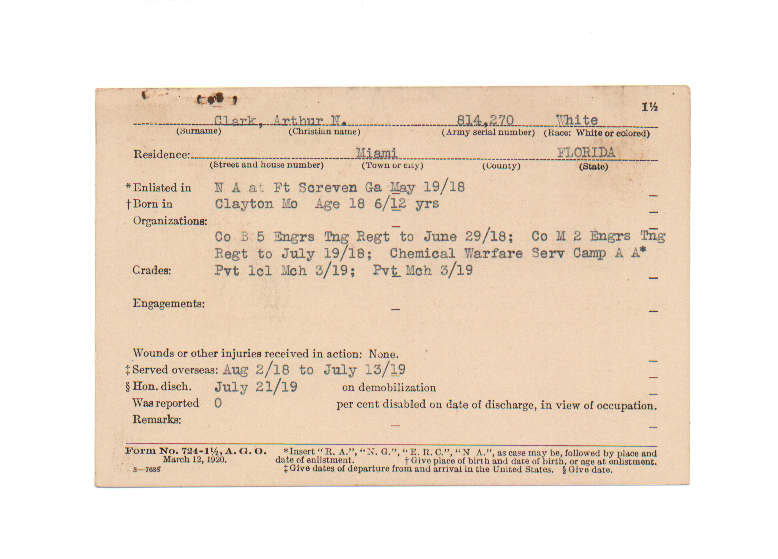 1½
Clark, Arthur N. 814,270 White
(Surname) (Christian name) (Army serial number) (Race: White or colored)
Residence: Miami FLORIDA
(Street and house number) (Town or city) (County) (State)
*Enlisted in N A at Ft Screven Ga May 19/18
†Born in Clayton Mo Age 18 6/12 yrs
Organizations:
Co B 5 Engrs Tng Regt to June 29/18; Co M 2 Engrs Tng
Regt to July 19/18; Chemical Warfare Serv Camp A A*
Grades: Pvt 1cl Mch 3/19; Pvt Mch 3/19
Engagements: —
Wounds or other injuries received in action: None.
‡Served overseas: Aug 2/18 to July 13/19
§Hon. disch. July 21/19 on demobilization
Was reported 0 per cent disabled on date of discharge, in view of occupation.
Remarks: —
Form No. 724-1½, A. G. O. *Insert "R. A.", "N. G.", "E. R. C.", "N A.", as case may be, followed by place and
March 12, 1920. date of enlistment. †Give place of birth and date of birth, or age at enlistment.
3—7685 ‡Give dates of departure from and arrival in the United States. §Give date.